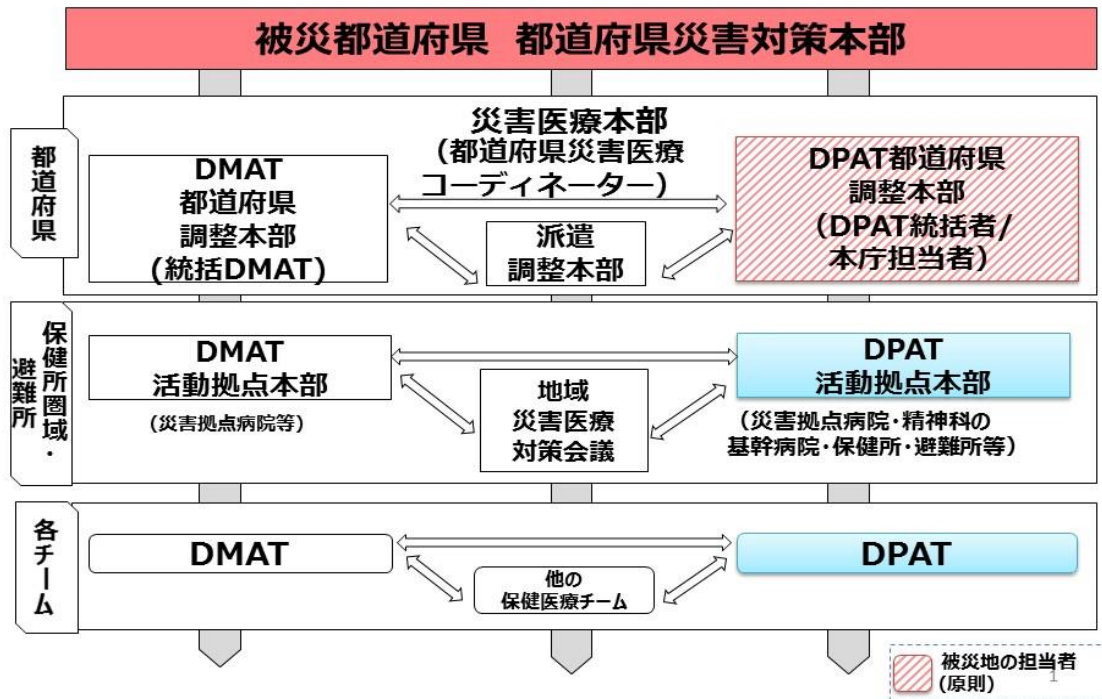 被災都道府県 都道府県災害対策本部
都道府県
災害医療本部
(都道府県災害医療
コーディネーター)
DMAT
都道府県
調整本部
(統括DMAT)
派遣
調整本部
DPAT都道府県
調整本部
(DPAT統括者/
本庁担当者)
保健所圏域・
避難所
DMAT
活動拠点本部
(災害拠点病院等)
地域
災害医療
対策会議
DPAT
活動拠点本部
(災害拠点病院・精神科の
基幹病院・保健所・避難所等)
各チーム
DMAT
他の
保健医療チーム
DPAT
被災地の担当者
(原則)
1